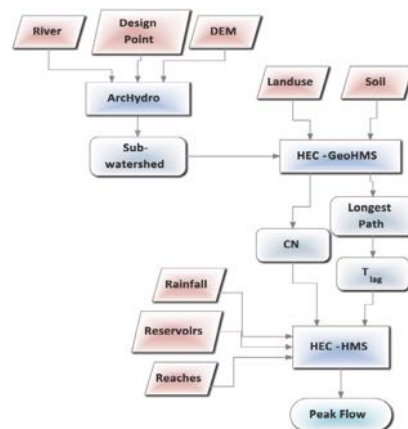 River
Design
Point
DEM
ArcHydro
Landuse
Soil
Sub-
watershed
HEC -GeoHMS
Longest
Path
CN
T lag
Rainfall
Reservoirs
HEC -HMS
Reaches
Peak Flow